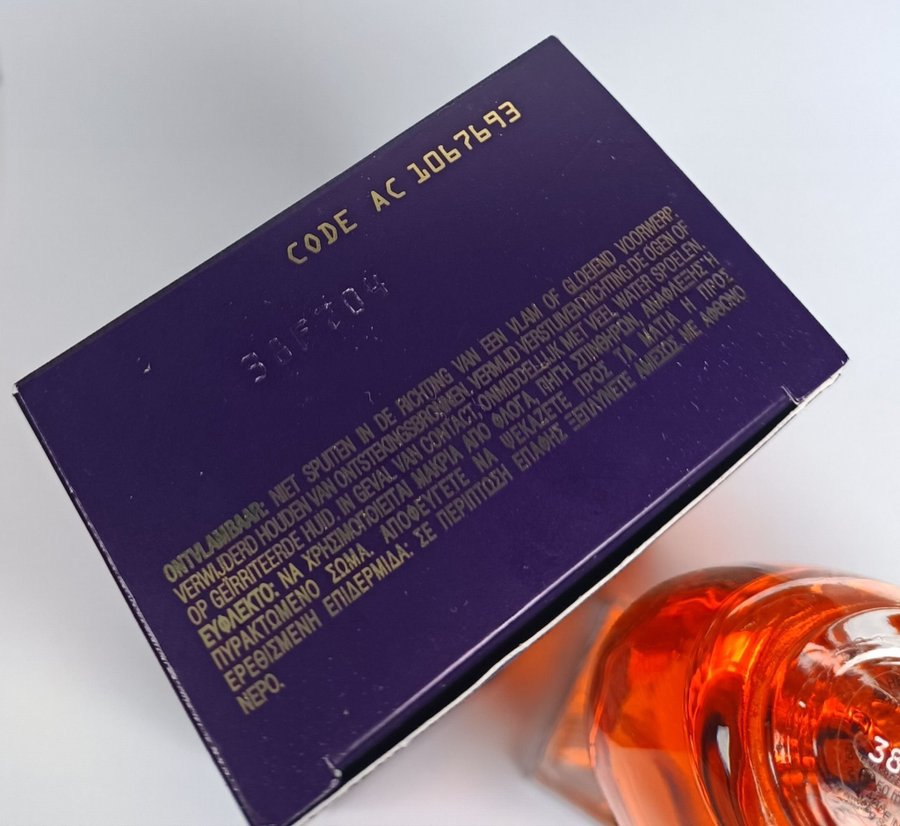 CODE AC 1067693
ONTVLAMBAAR: NIET SPUITEN IN DE RICHTING VAN EEN VLAM OF GLOEIEND VOORWERP.
VERWIJDERD HOUDEN VAN ONTSTEKINGSBRONNEN. VERMIJD VERSTUIVEN RICHTING DE OGEN OF
OP GEÏRRITEERDE HUID. IN GEVAL VAN CONTACT, ONMIDDELLIJK MET VEEL WATER SPOELEN.
ΕΥΦΛΕΚΤΟ: ΝΑ ΧΡΗΣΙΜΟΠΟΙΕΙΤΑΙ ΜΑΚΡΙΑ ΑΠΟ ΦΛΟΓΑ, ΠΗΓΗ ΣΠΙΝΘΗΡΩΝ, ΑΝΑΦΛΕΞΗΣ Ή
ΠΥΡΑΚΤΩΜΕΝΟ ΣΩΜΑ. ΑΠΟΦΕΥΓΕΤΕ ΝΑ ΨΕΚΑΖΕΤΕ ΠΡΟΣ ΤΑ ΜΑΤΙΑ Η ΠΡΟΣ
ΕΡΕΘΙΣΜΕΝΗ ΕΠΙΔΕΡΜΙΔΑ: ΣΕ ΠΕΡΙΠΤΩΣΗ ΕΠΑΦΗΣ ΞΕΠΛΥΝΕΤΕ ΑΜΕΣΩΣ ΜΕ ΑΦΘΟΝΟ
ΝΕΡΟ.
38